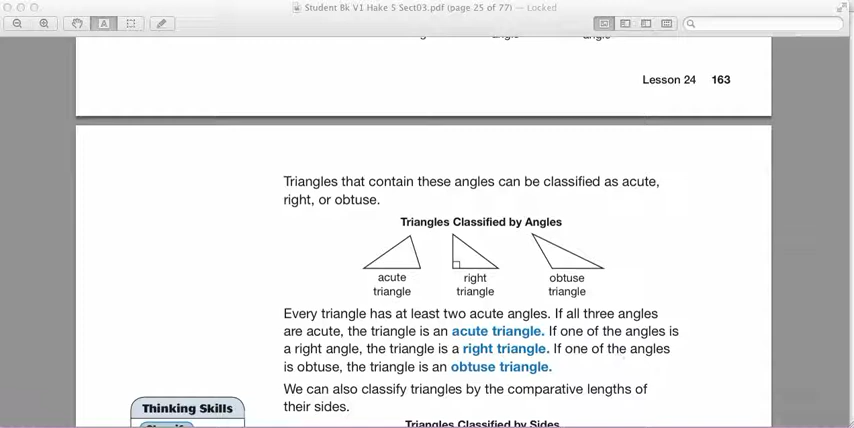 Student Bk V1 Hake 5 Sect03.pdf (page 25 of 77) — Locked
angle angle
Lesson 24 163
Triangles that contain these angles can be classified as acute,
right, or obtuse.
Triangles Classified by Angles
acute right obtuse
triangle triangle triangle
Every triangle has at least two acute angles. If all three angles
are acute, the triangle is an acute triangle. If one of the angles is
a right angle, the triangle is a right triangle. If one of the angles
is obtuse, the triangle is an obtuse triangle.
We can also classify triangles by the comparative lengths of
their sides.
Thinking Skills
Triangles Classified by Sides